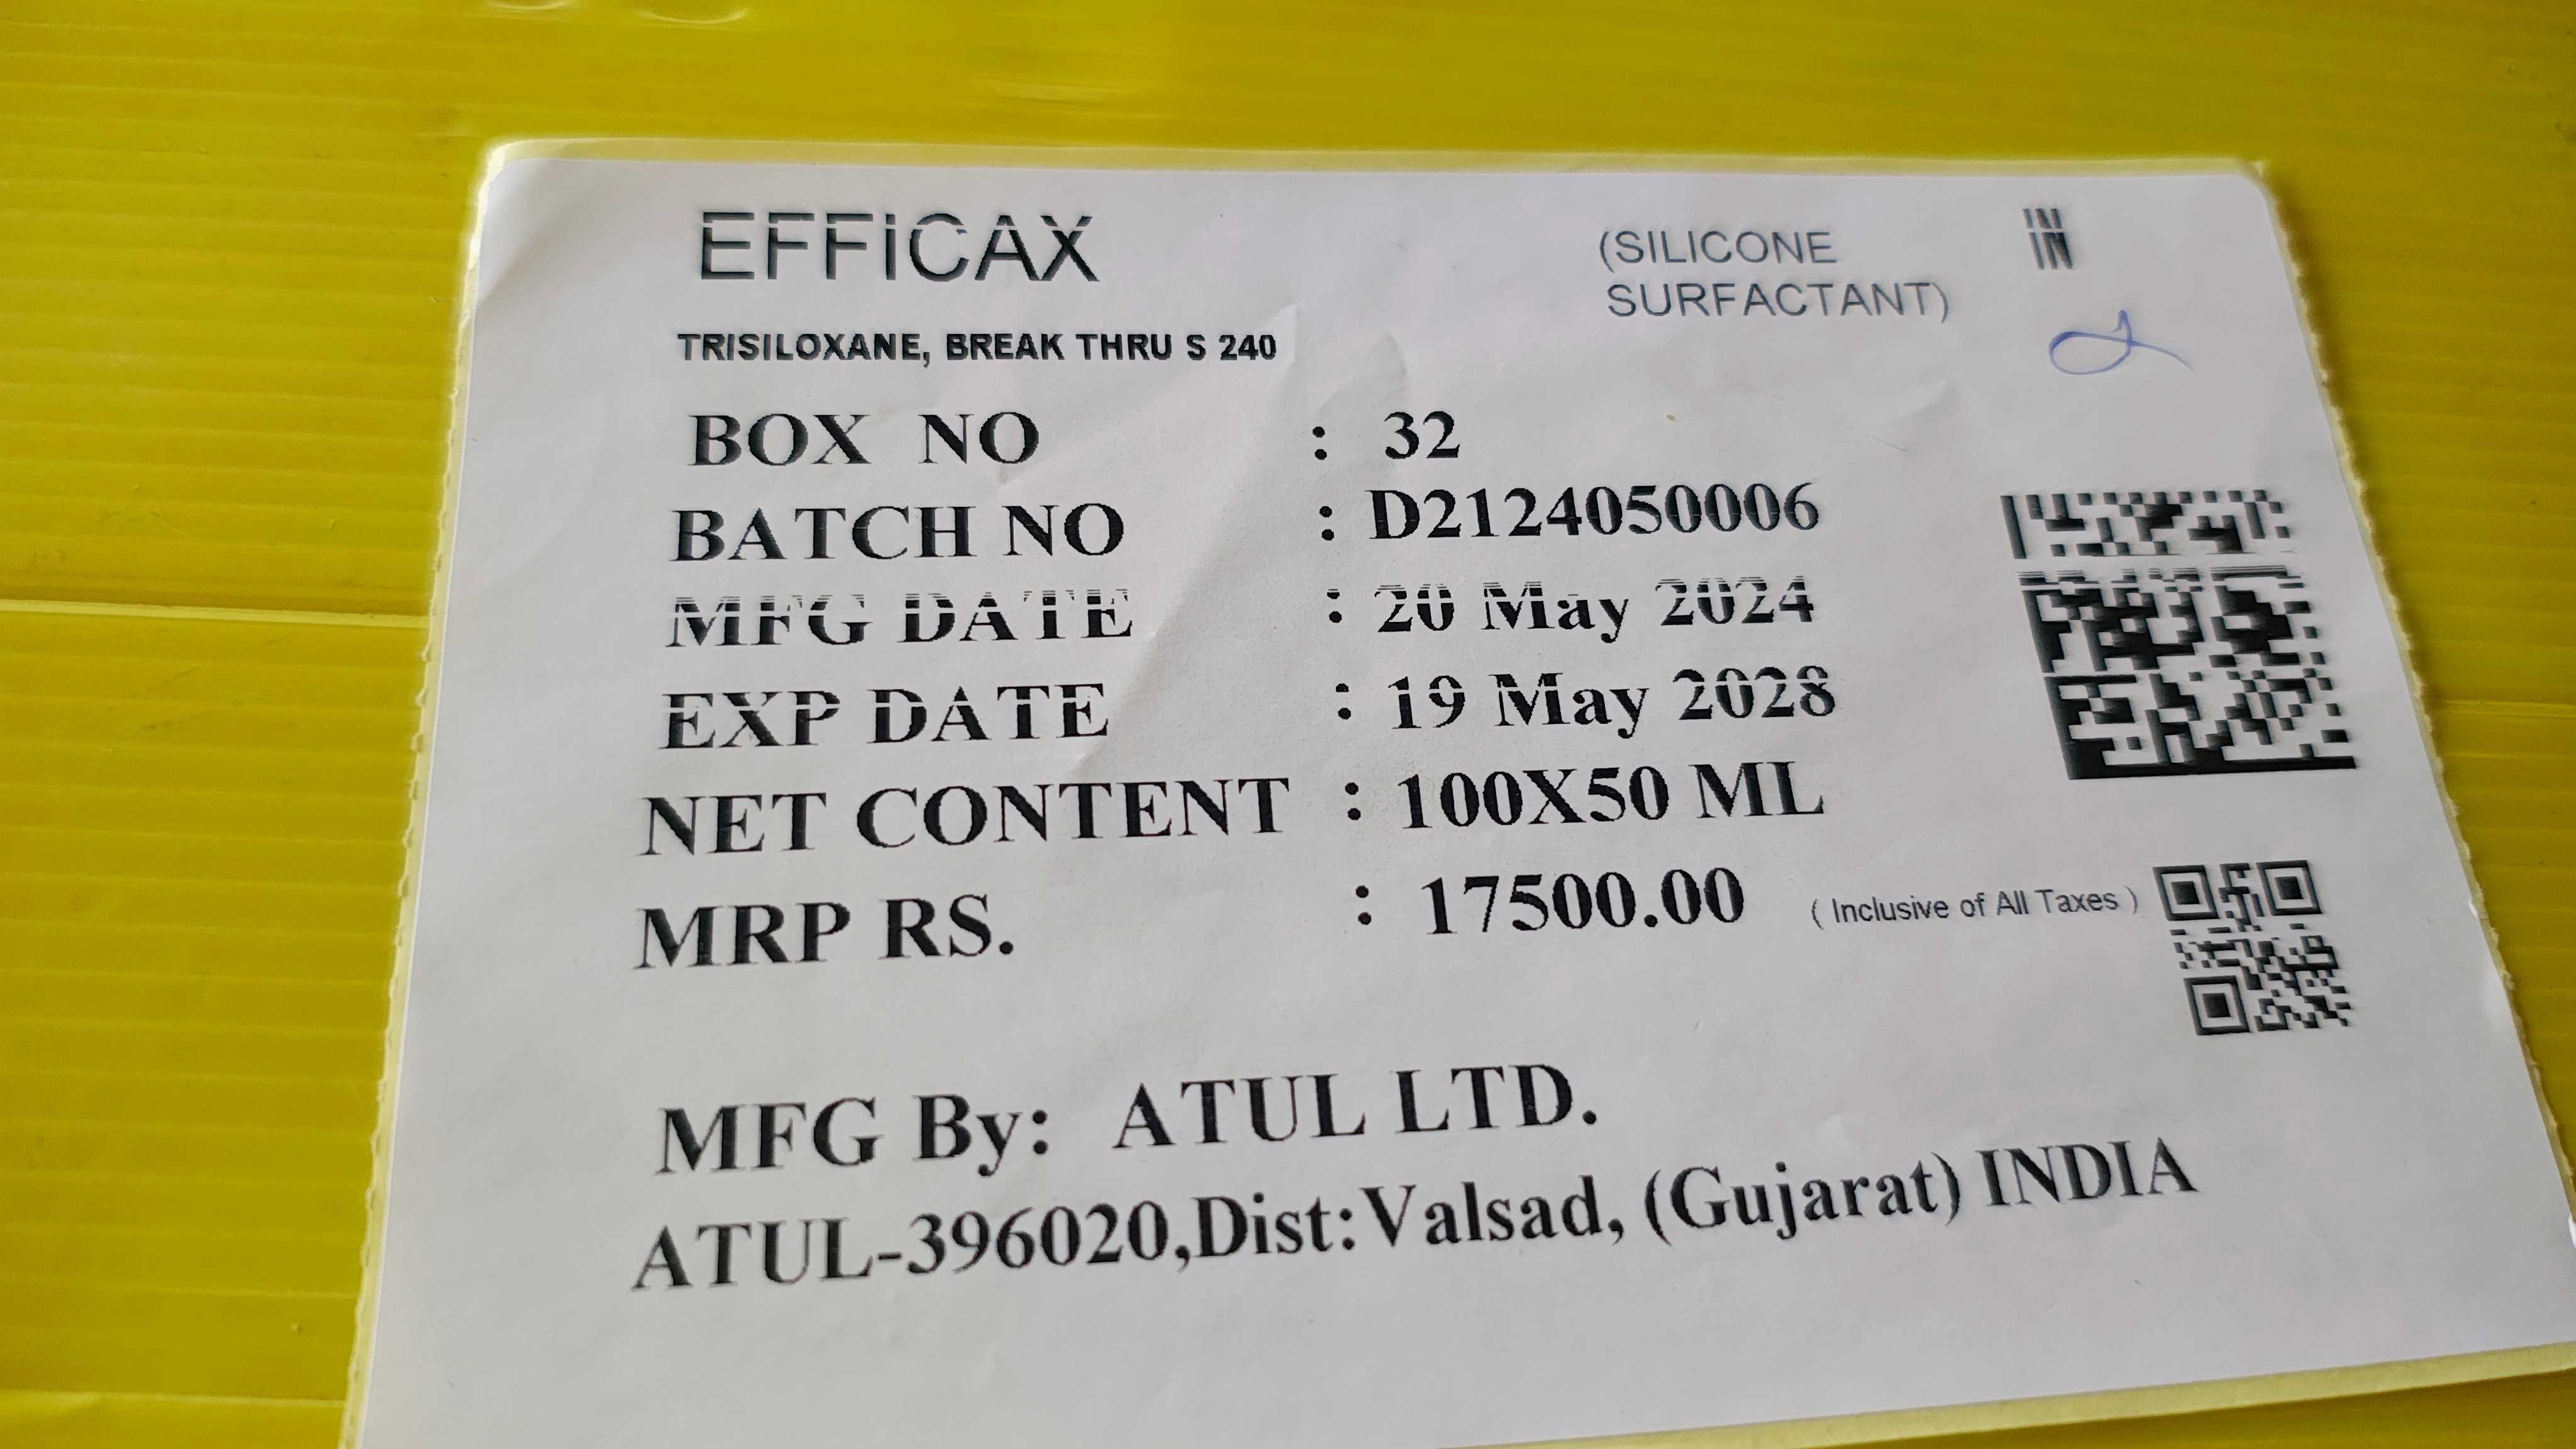 EFFICAX
(SILICONE
SURFACTANT)
IN
IN
TRISILOXANE, BREAK THRU S 240
BOX NO : 32
BATCH NO : D2124050006
MFG DATE : 20 May 2024
EXP DATE : 19 May 2028
NET CONTENT : 100X50 ML
MRP RS. : 17500.00 ( Inclusive of All Taxes )
MFG By: ATUL LTD.
ATUL-396020,Dist:Valsad, (Gujarat) INDIA